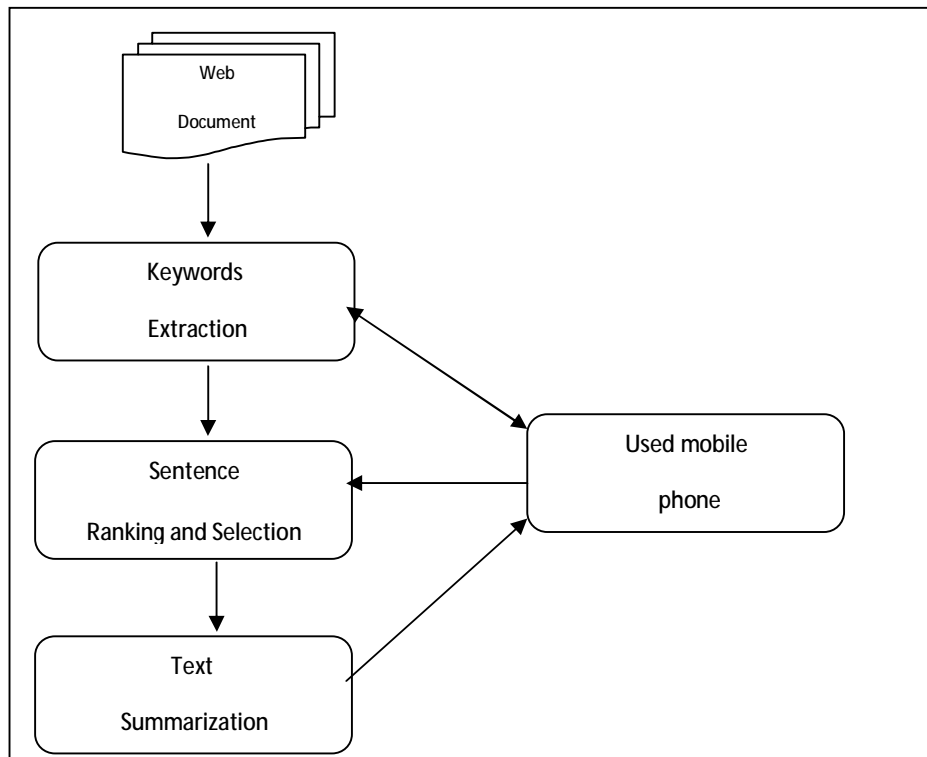 Web
Document
Keywords
Extraction
Sentence
Ranking and Selection
Used mobile
phone
Text
Summarization